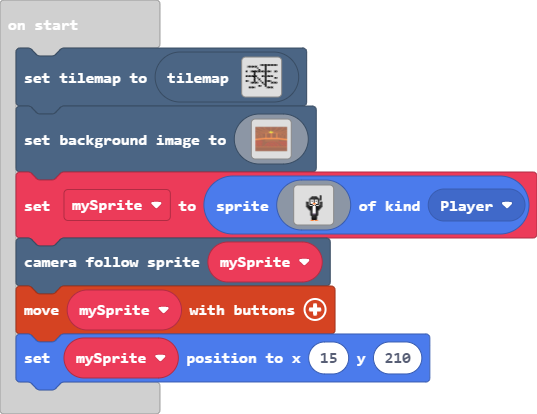 on start
set tilemap to tilemap
set background image to
set mySprite to sprite of kind Player
camera follow sprite mySprite
move mySprite with buttons
set mySprite position to x 15 y 210